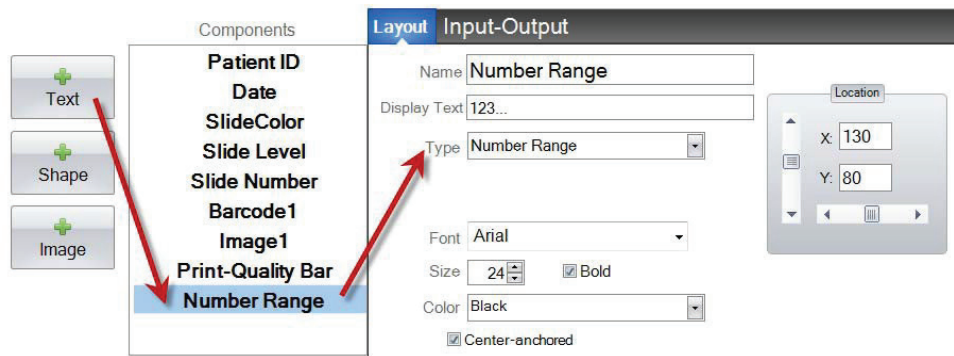 Components
Text
Shape
Image
Patient ID
Date
SlideColor
Slide Level
Slide Number
Barcode1
Image1
Print-Quality Bar
Number Range
Layout Input-Output
Name Number Range
Display Text 123...
Type Number Range
Font Arial
Size 24 Bold
Color Black
Center-anchored
Location
X: 130
Y: 80